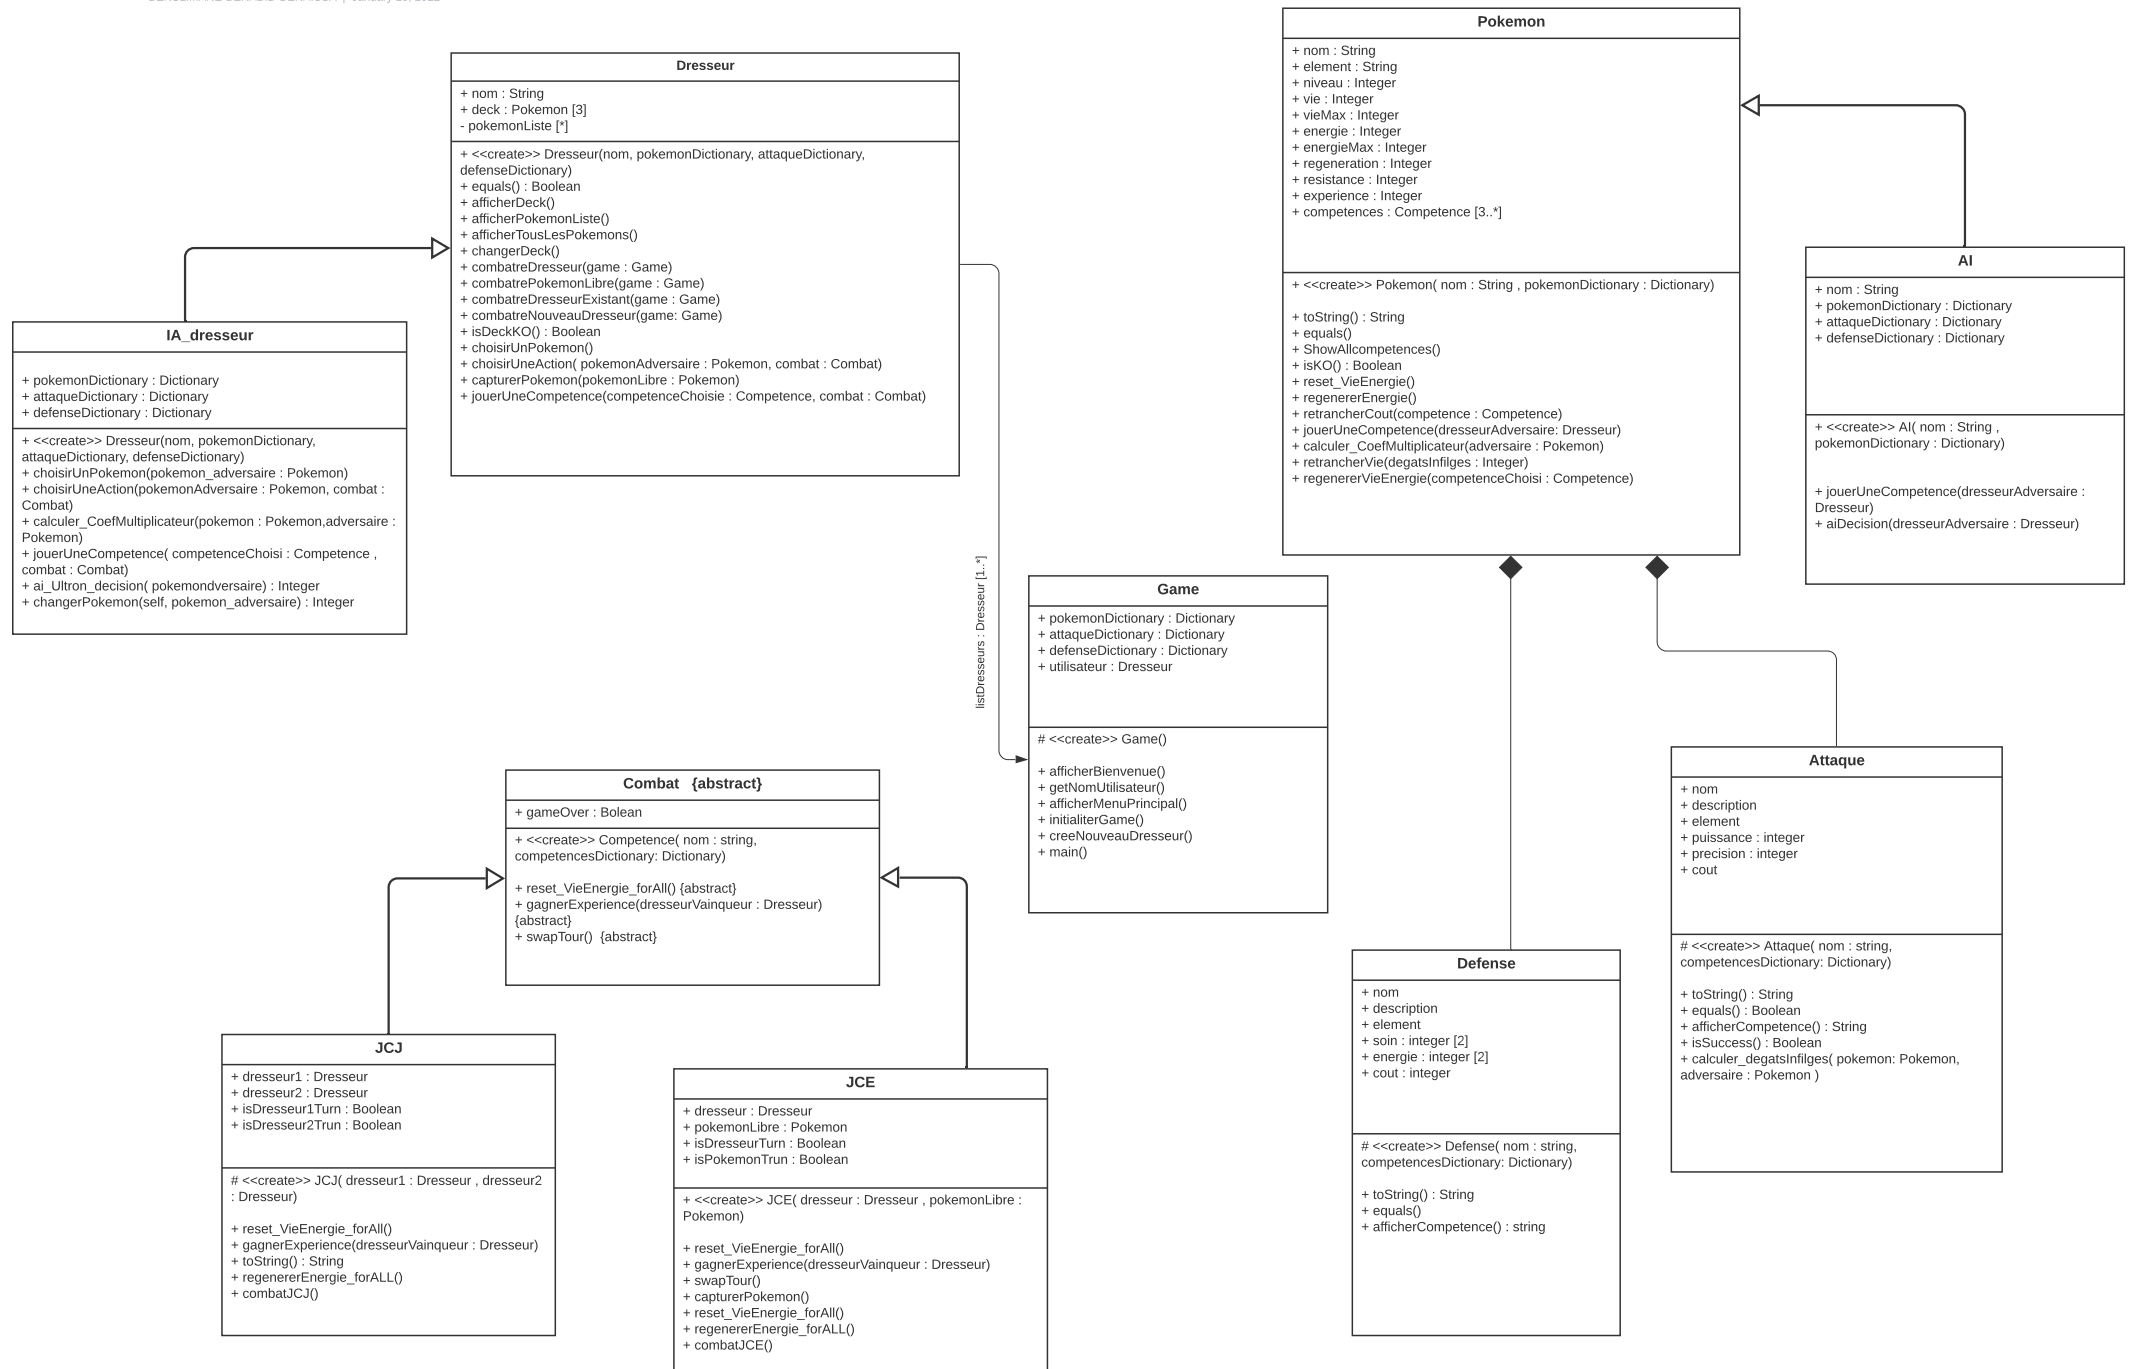 Pokemon
+ nom : String
+ element : String
+ niveau : Integer
+ vie : Integer
+ vieMax : Integer
+ energie : Integer
+ energieMax : Integer
+ regeneration : Integer
+ resistance : Integer
+ experience : Integer
+ competences : Competence [3..*]
+ <<create>> Pokemon( nom : String , pokemonDictionary : Dictionary)
+ toString() : String
+ equals()
+ ShowAllcompetences()
+ isKO() : Boolean
+ reset_VieEnergie()
+ regenererEnergie()
+ retrancherCout(competence : Competence)
+ jouerUneCompetence(dresseurAdversaire: Dresseur)
+ calculer_CoefMultiplicateur(adversaire : Pokemon)
+ retrancherVie(degatsInfilges : Integer)
+ regenererVieEnergie(competenceChoisi : Competence)
Dresseur
+ nom : String
+ deck : Pokemon [3]
- pokemonListe [*]
+ <<create>> Dresseur(nom, pokemonDictionary, attaqueDictionary,
defenseDictionary)
+ equals() : Boolean
+ afficherDeck()
+ afficherPokemonListe()
+ afficherTousLesPokemons()
+ changerDeck()
+ combatreDresseur(game : Game)
+ combatrePokemonLibre(game : Game)
+ combatreDresseurExistant(game : Game)
+ combatreNouveauDresseur(game: Game)
+ isDeckKO() : Boolean
+ choisirUnPokemon()
+ choisirUneAction( pokemonAdversaire : Pokemon, combat : Combat)
+ capturerPokemon(pokemonLibre : Pokemon)
+ jouerUneCompetence(competenceChoisie : Competence, combat : Combat)
AI
+ nom : String
+ pokemonDictionary : Dictionary
+ attaqueDictionary : Dictionary
+ defenseDictionary : Dictionary
+ <<create>> AI( nom : String ,
pokemonDictionary : Dictionary)
+ jouerUneCompetence(dresseurAdversaire :
Dresseur)
+ aiDecision(dresseurAdversaire : Dresseur)
IA_dresseur
+ pokemonDictionary : Dictionary
+ attaqueDictionary : Dictionary
+ defenseDictionary : Dictionary
+ <<create>> Dresseur(nom, pokemonDictionary,
attaqueDictionary, defenseDictionary)
+ choisirUnPokemon(pokemon_adversaire : Pokemon)
+ choisirUneAction(pokemonAdversaire : Pokemon, combat :
Combat)
+ calculer_CoefMultiplicateur(pokemon : Pokemon,adversaire :
Pokemon)
+ jouerUneCompetence( competenceChoisi : Competence ,
combat : Combat)
+ ai_Ultron_decision( pokemondversaire) : Integer
+ changerPokemon(self, pokemon_adversaire) : Integer
listDresseurs : Dresseur [1..*]
Game
+ pokemonDictionary : Dictionary
+ attaqueDictionary : Dictionary
+ defenseDictionary : Dictionary
+ utilisateur : Dresseur
# <<create>> Game()
+ afficherBienvenue()
+ getNomUtilisateur()
+ afficherMenuPrincipal()
+ initialiterGame()
+ creeNouveauDresseur()
+ main()
Attaque
+ nom
+ description
+ element
+ puissance : integer
+ precision : integer
+ cout
# <<create>> Attaque( nom : string,
competencesDictionary: Dictionary)
+ toString() : String
+ equals() : Boolean
+ afficherCompetence() : String
+ isSuccess() : Boolean
+ calculer_degatsInfilges( pokemon: Pokemon,
adversaire : Pokemon )
Combat {abstract}
+ gameOver : Bolean
+ <<create>> Competence( nom : string,
competencesDictionary: Dictionary)
+ reset_VieEnergie_forAll() {abstract}
+ gagnerExperience(dresseurVainqueur : Dresseur)
{abstract}
+ swapTour() {abstract}
Defense
+ nom
+ description
+ element
+ soin : integer [2]
+ energie : integer [2]
+ cout : integer
# <<create>> Defense( nom : string,
competencesDictionary: Dictionary)
+ toString() : String
+ equals()
+ afficherCompetence() : string
JCJ
+ dresseur1 : Dresseur
+ dresseur2 : Dresseur
+ isDresseur1Turn : Boolean
+ isDresseur2Trun : Boolean
# <<create>> JCJ( dresseur1 : Dresseur , dresseur2
: Dresseur)
+ reset_VieEnergie_forAll()
+ gagnerExperience(dresseurVainqueur : Dresseur)
+ toString() : String
+ regenererEnergie_forALL()
+ combatJCJ()
JCE
+ dresseur : Dresseur
+ pokemonLibre : Pokemon
+ isDresseurTurn : Boolean
+ isPokemonTrun : Boolean
+ <<create>> JCE( dresseur : Dresseur , pokemonLibre :
Pokemon)
+ reset_VieEnergie_forAll()
+ gagnerExperience(dresseurVainqueur : Dresseur)
+ swapTour()
+ capturerPokemon()
+ reset_VieEnergie_forAll()
+ regenererEnergie_forALL()
+ combatJCE()